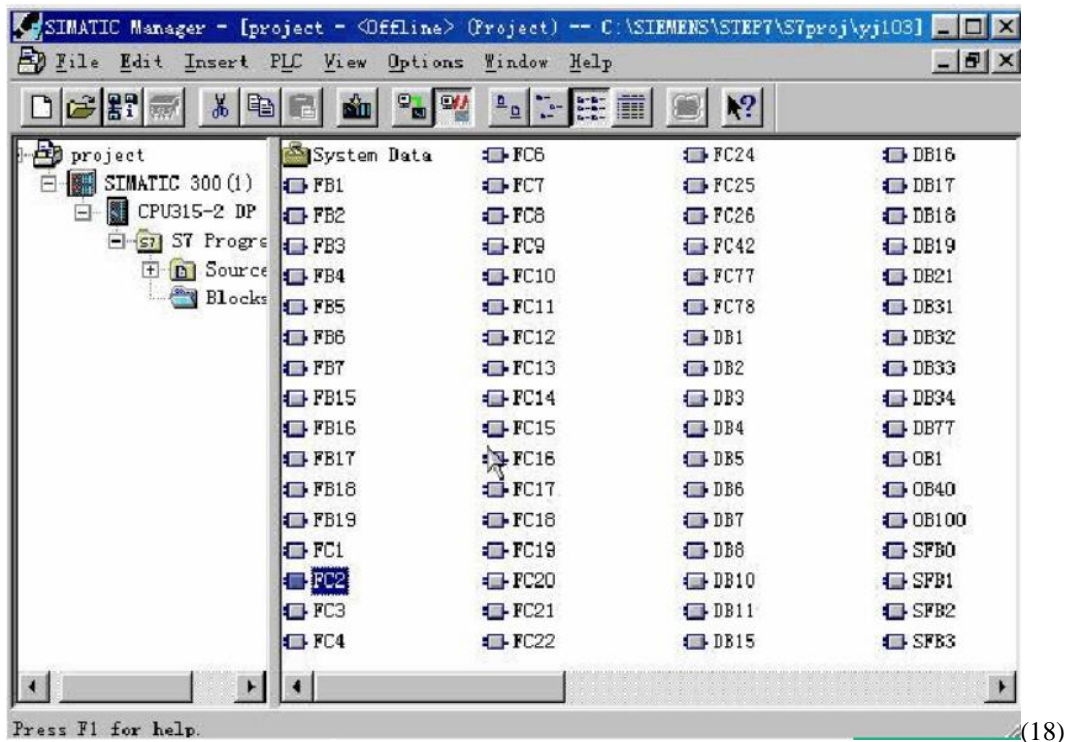 SIMATIC Manager - [project - <Offline> (Project) -- C:\SIEMENS\STEP7\S7proj\yj103]
File Edit Insert PLC View Options Window Help
project
SIMATIC 300(1)
CPU315-2 DP
S7 Progra
Source
Blocks
System Data FC6 FC24 DB16
FB1 FC7 FC25 DB17
FB2 FC8 FC26 DB18
FB3 FC9 FC42 DB19
FB4 FC10 FC77 DB21
FB5 FC11 FC78 DB31
FB6 FC12 DB1 DB32
FB7 FC13 DB2 DB33
FB15 FC14 DB3 DB34
FB16 FC15 DB4 DB77
FB17 FC16 DB5 OB1
FB18 FC17 DB6 OB40
FB19 FC18 DB7 OB100
FC1 FC19 DB8 SFB0
FC2 FC20 DB10 SFB1
FC3 FC21 DB11 SFB2
FC4 FC22 DB15 SFB3
Press F1 for help.
(18)